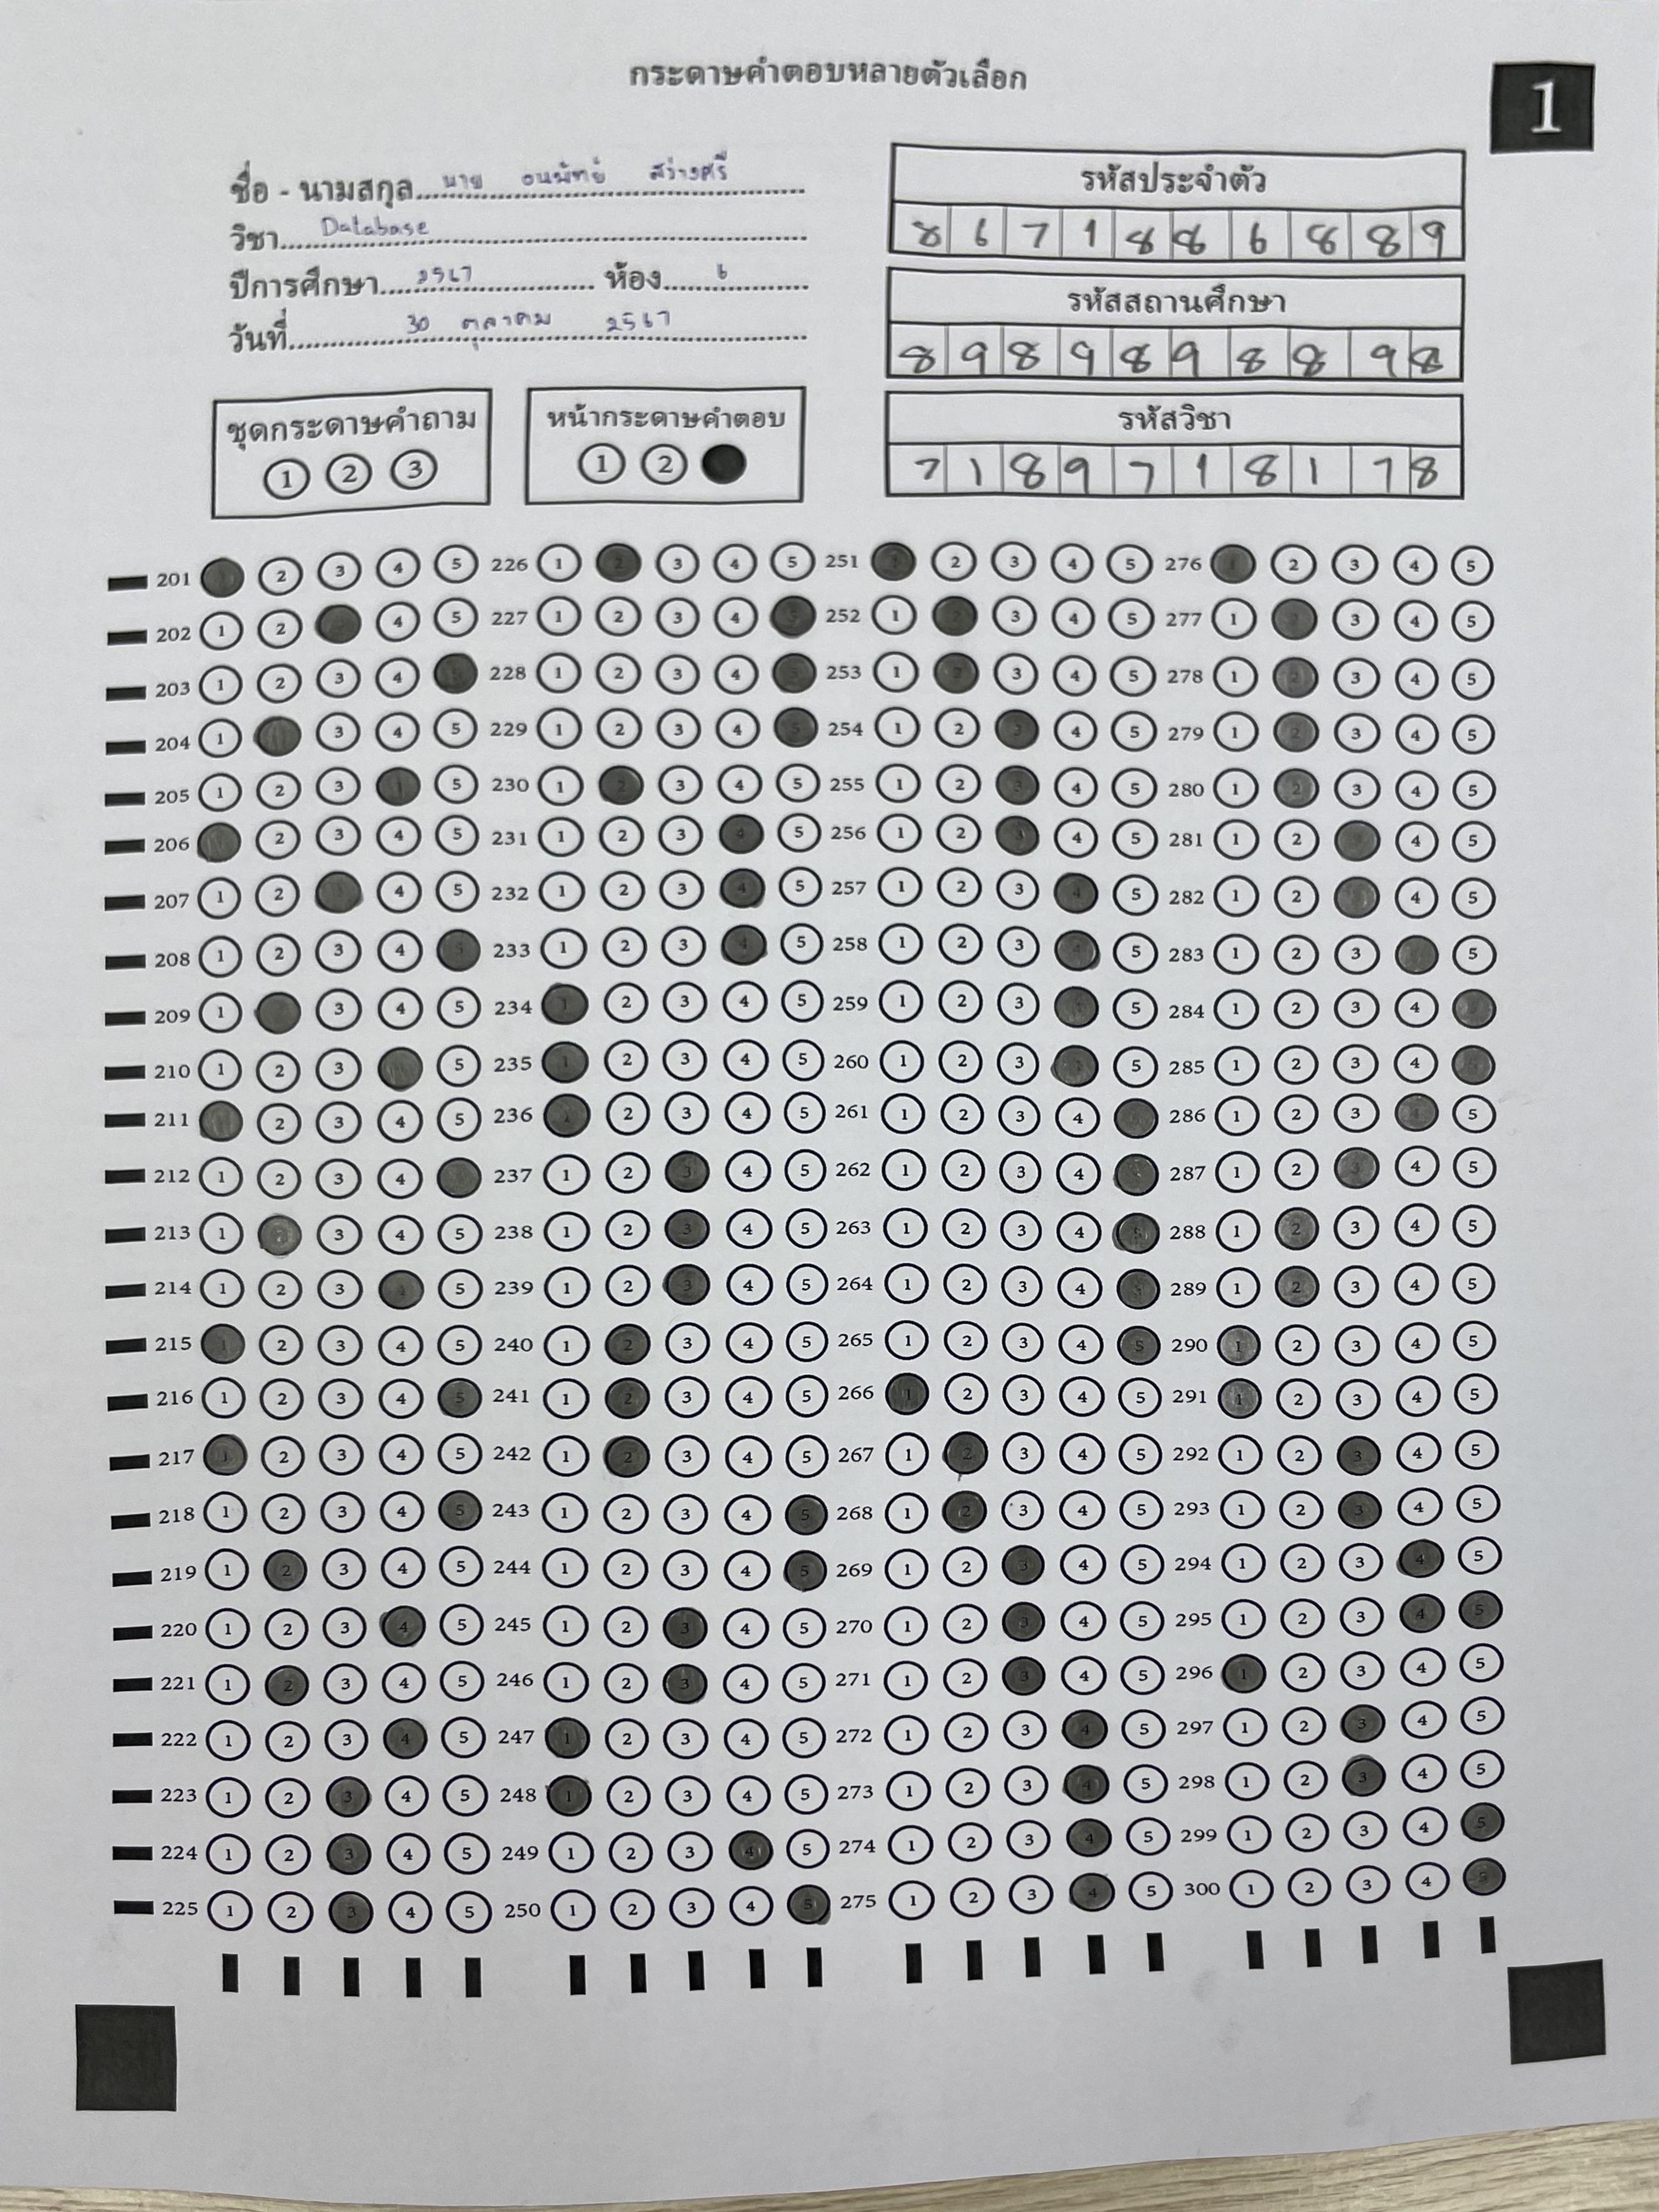 กระดาษคำตอบหลายตัวเลือก
1
ชื่อ - นามสกุล นาย ธนพัทย์ สว่างศรี
วิชา Database
ปีการศึกษา 2567 ห้อง 6
วันที่ 30 ตุลาคม 2567
รหัสประจำตัว
8 6 7 1 8 8 6 8 8 9
รหัสสถานศึกษา
8 9 8 9 8 9 8 8 9 8
รหัสวิชา
7 1 8 9 7 1 8 1 7 8
ชุดกระดาษคำถาม
1 2 3
หน้ากระดาษคำตอบ
1 2
201 2 3 4 5 226 1 2 3 4 5 251 1 2 3 4 5 276 1 2 3 4 5
202 1 2 4 5 227 1 2 3 4 5 252 1 2 3 4 5 277 1 2 3 4 5
203 1 2 3 4 5 228 1 2 3 4 5 253 1 2 3 4 5 278 1 2 3 4 5
204 1 3 4 5 229 1 2 3 4 5 254 1 2 3 4 5 279 1 2 3 4 5
205 1 2 3 4 5 230 1 2 3 4 5 255 1 2 3 4 5 280 1 2 3 4 5
206 2 3 4 5 231 1 2 3 4 5 256 1 2 3 4 5 281 1 2 3 4 5
207 1 2 3 4 5 232 1 2 3 4 5 257 1 2 3 4 5 282 1 2 3 4 5
208 1 2 3 4 5 233 1 2 3 4 5 258 1 2 3 4 5 283 1 2 3 4 5
209 1 3 4 5 234 1 2 3 4 5 259 1 2 3 4 5 284 1 2 3 4 5
210 1 2 3 5 235 1 2 3 4 5 260 1 2 3 4 5 285 1 2 3 4 5
211 2 3 4 5 236 1 2 3 4 5 261 1 2 3 4 5 286 1 2 3 4 5
212 1 2 3 4 5 237 1 2 3 4 5 262 1 2 3 4 5 287 1 2 3 4 5
213 1 2 3 4 5 238 1 2 3 4 5 263 1 2 3 4 5 288 1 2 3 4 5
214 1 2 3 4 5 239 1 2 3 4 5 264 1 2 3 4 5 289 1 2 3 4 5
215 1 2 3 4 5 240 1 2 3 4 5 265 1 2 3 4 5 290 1 2 3 4 5
216 1 2 3 4 5 241 1 2 3 4 5 266 1 2 3 4 5 291 1 2 3 4 5
217 1 2 3 4 5 242 1 2 3 4 5 267 1 2 3 4 5 292 1 2 3 4 5
218 1 2 3 4 5 243 1 2 3 4 5 268 1 2 3 4 5 293 1 2 3 4 5
219 1 2 3 4 5 244 1 2 3 4 5 269 1 2 3 4 5 294 1 2 3 4 5
220 1 2 3 4 5 245 1 2 3 4 5 270 1 2 3 4 5 295 1 2 3 4 5
221 1 2 3 4 5 246 1 2 3 4 5 271 1 2 3 4 5 296 1 2 3 4 5
222 1 2 3 4 5 247 1 2 3 4 5 272 1 2 3 4 5 297 1 2 3 4 5
223 1 2 3 4 5 248 1 2 3 4 5 273 1 2 3 4 5 298 1 2 3 4 5
224 1 2 3 4 5 249 1 2 3 4 5 274 1 2 3 4 5 299 1 2 3 4 5
225 1 2 3 4 5 250 1 2 3 4 5 275 1 2 3 4 5 300 1 2 3 4 5